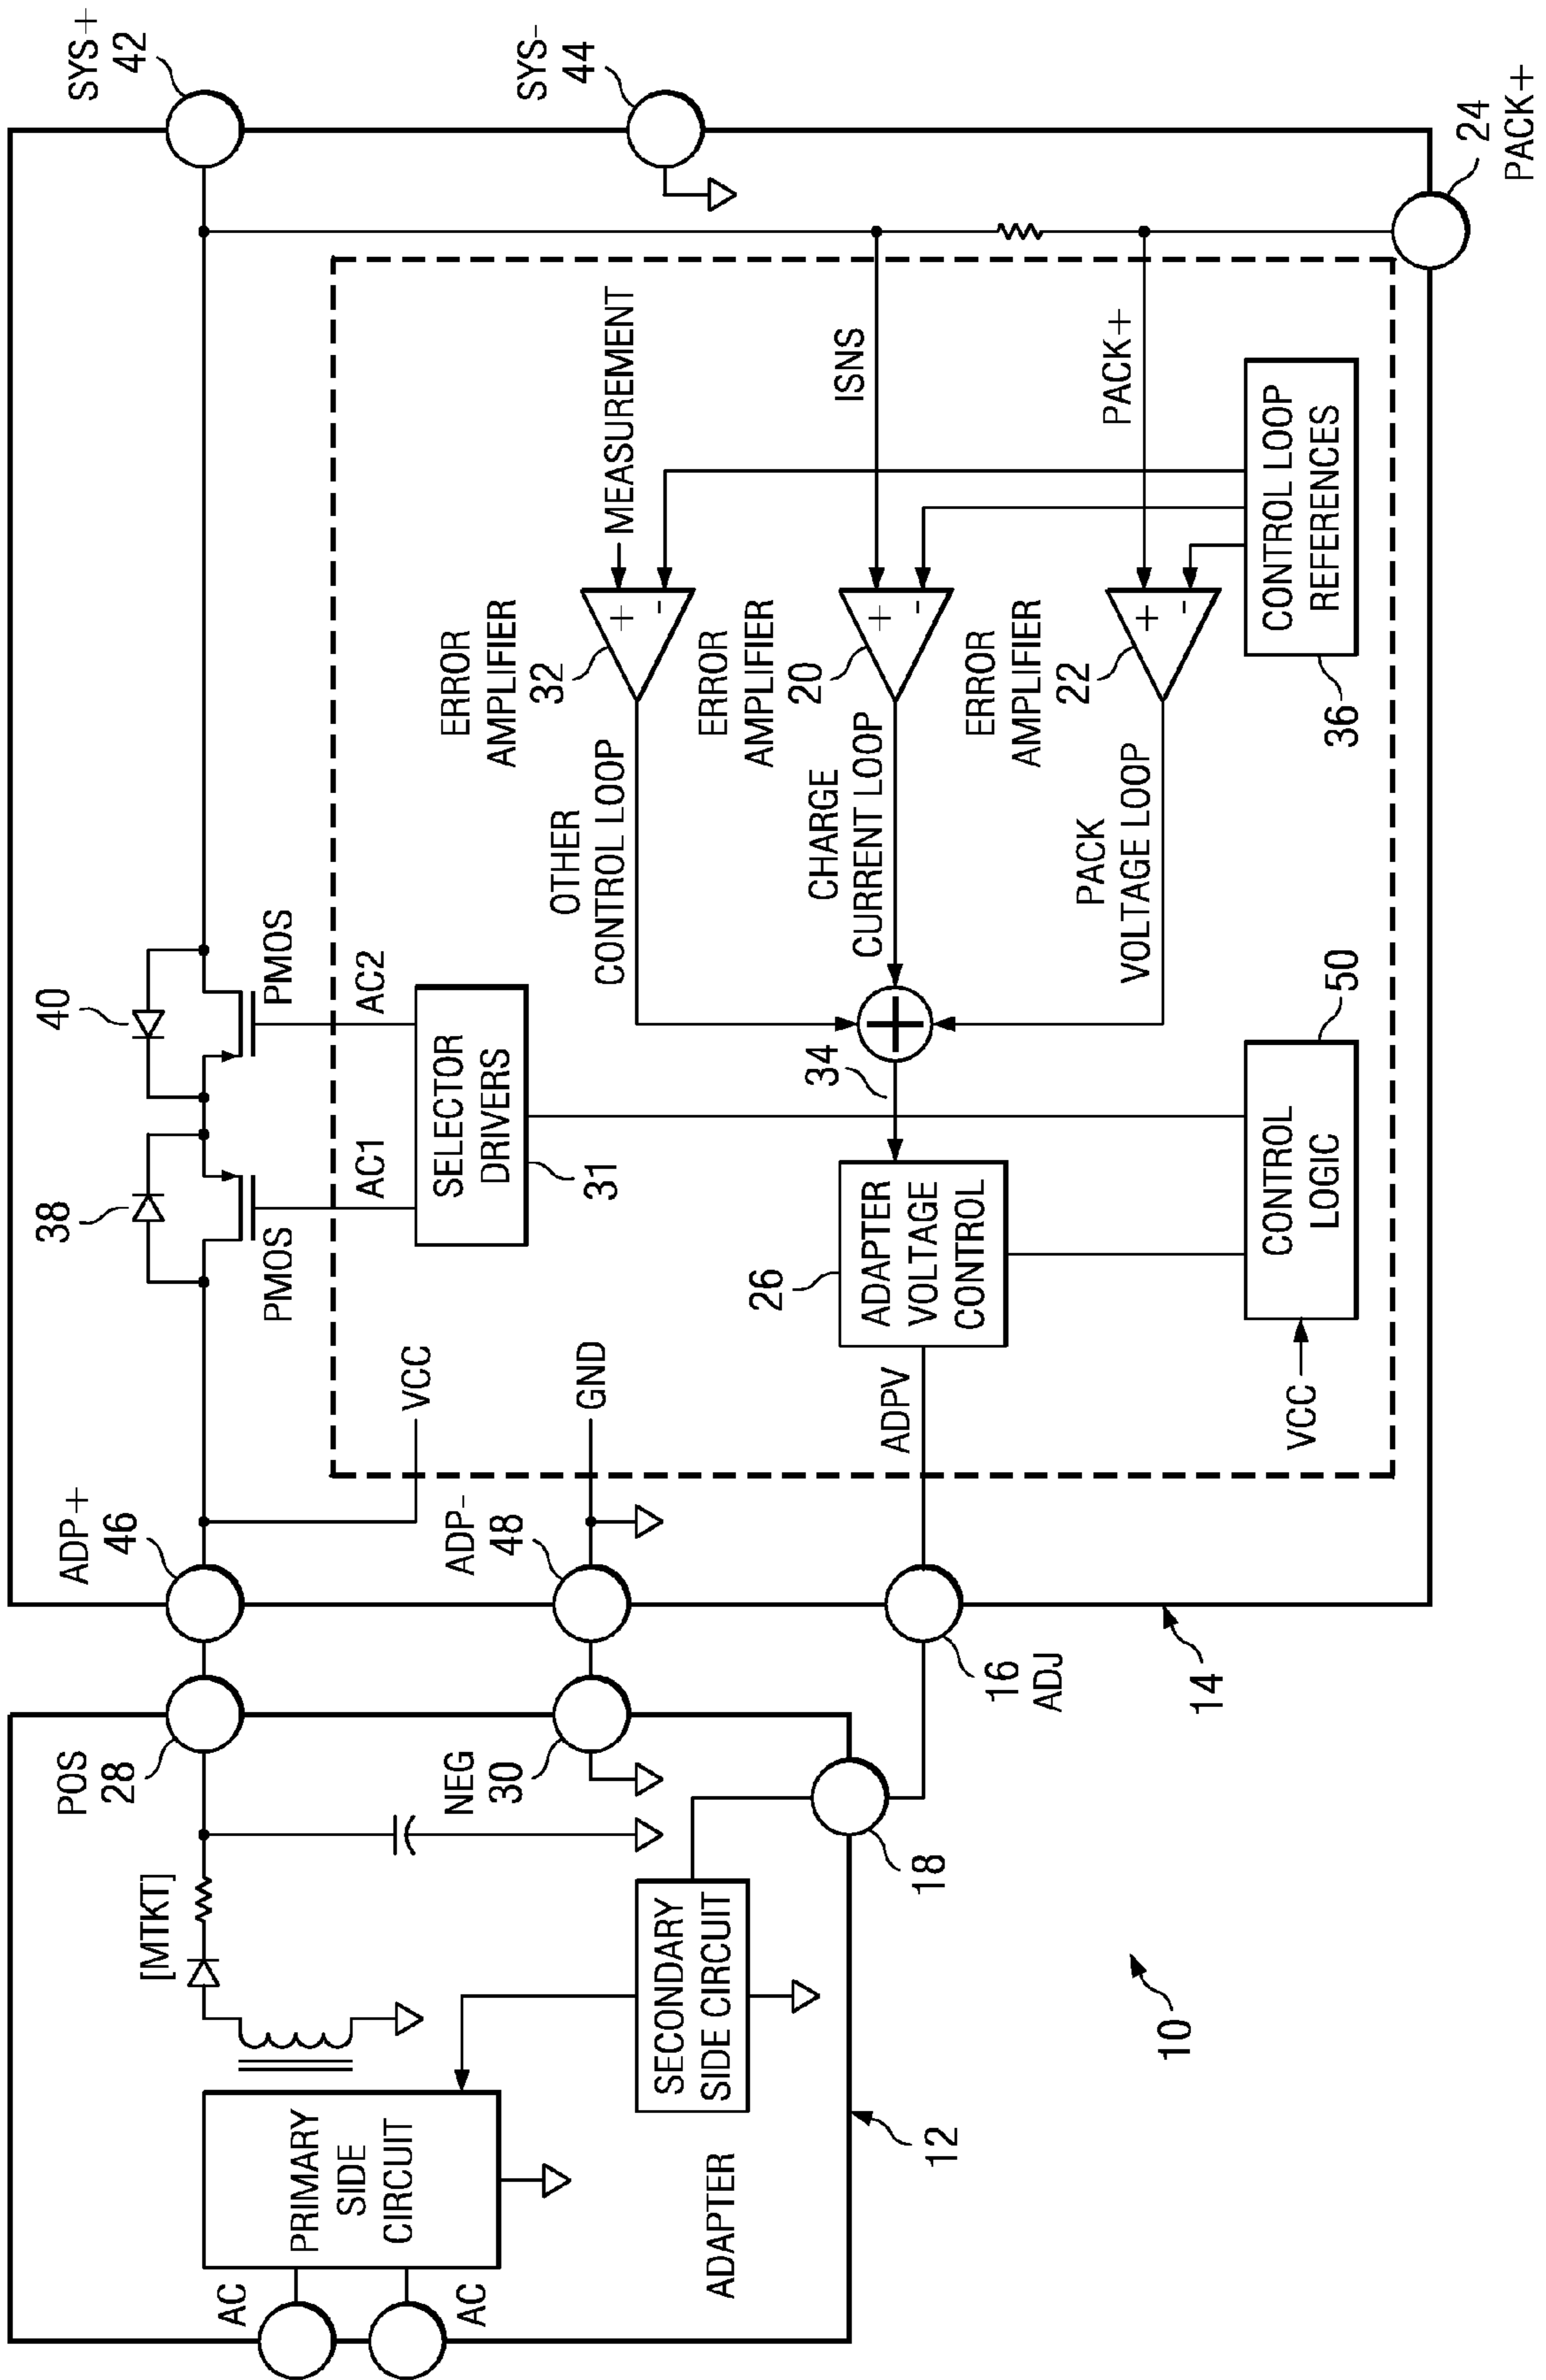 SYS+
42
SYS-
44
24
PACK+
40
PMOS
AC2
38
PMOS
AC1
SELECTOR
DRIVERS
31
MEASUREMENT
ISNS
PACK+
ERROR
AMPLIFIER
32
+
-
ERROR
AMPLIFIER
20
+
-
ERROR
AMPLIFIER
22
+
-
CONTROL LOOP
REFERENCES
36
OTHER
CONTROL LOOP
CHARGE
CURRENT LOOP
PACK
VOLTAGE LOOP
34
ADAPTER
VOLTAGE
CONTROL
26
CONTROL
LOGIC
50
VCC
VCC
GND
ADPV
ADP+
46
ADP-
48
16
ADJ
14
POS
28
NEG
30
18
[MTKT]
PRIMARY
SIDE
CIRCUIT
SECONDARY
SIDE CIRCUIT
AC
AC
ADAPTER
12
10